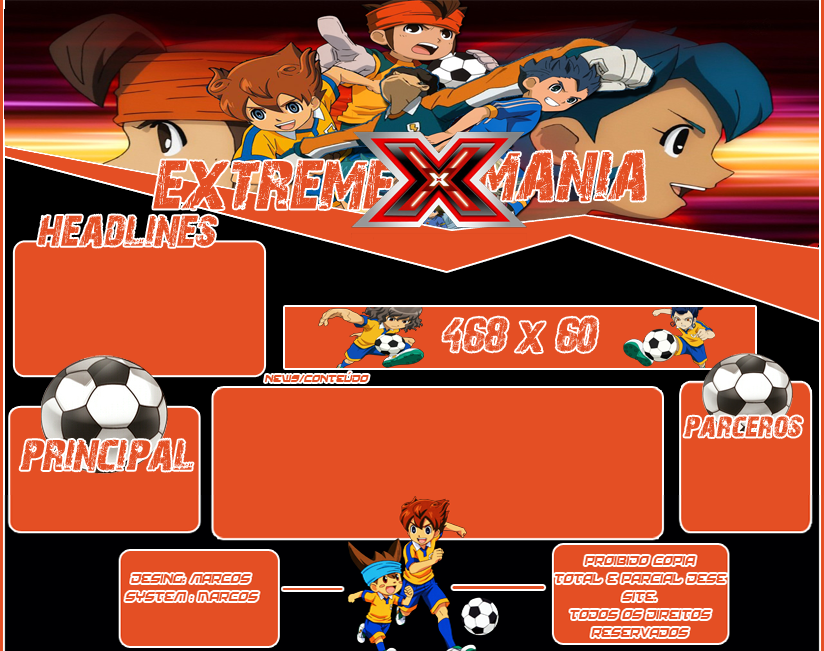 EXTREME X MANIA
HEADLINES
468 x 60
NEWS/CONTEÚDO
PRINCIPAL
PARCEROS
DESING: MARCOS
SYSTEM : MARCOS
PROIBIDO COPIA
TOTAL E PARCIAL DESE
SITE.
TODOS OS DIREITOS
RESERVADOS